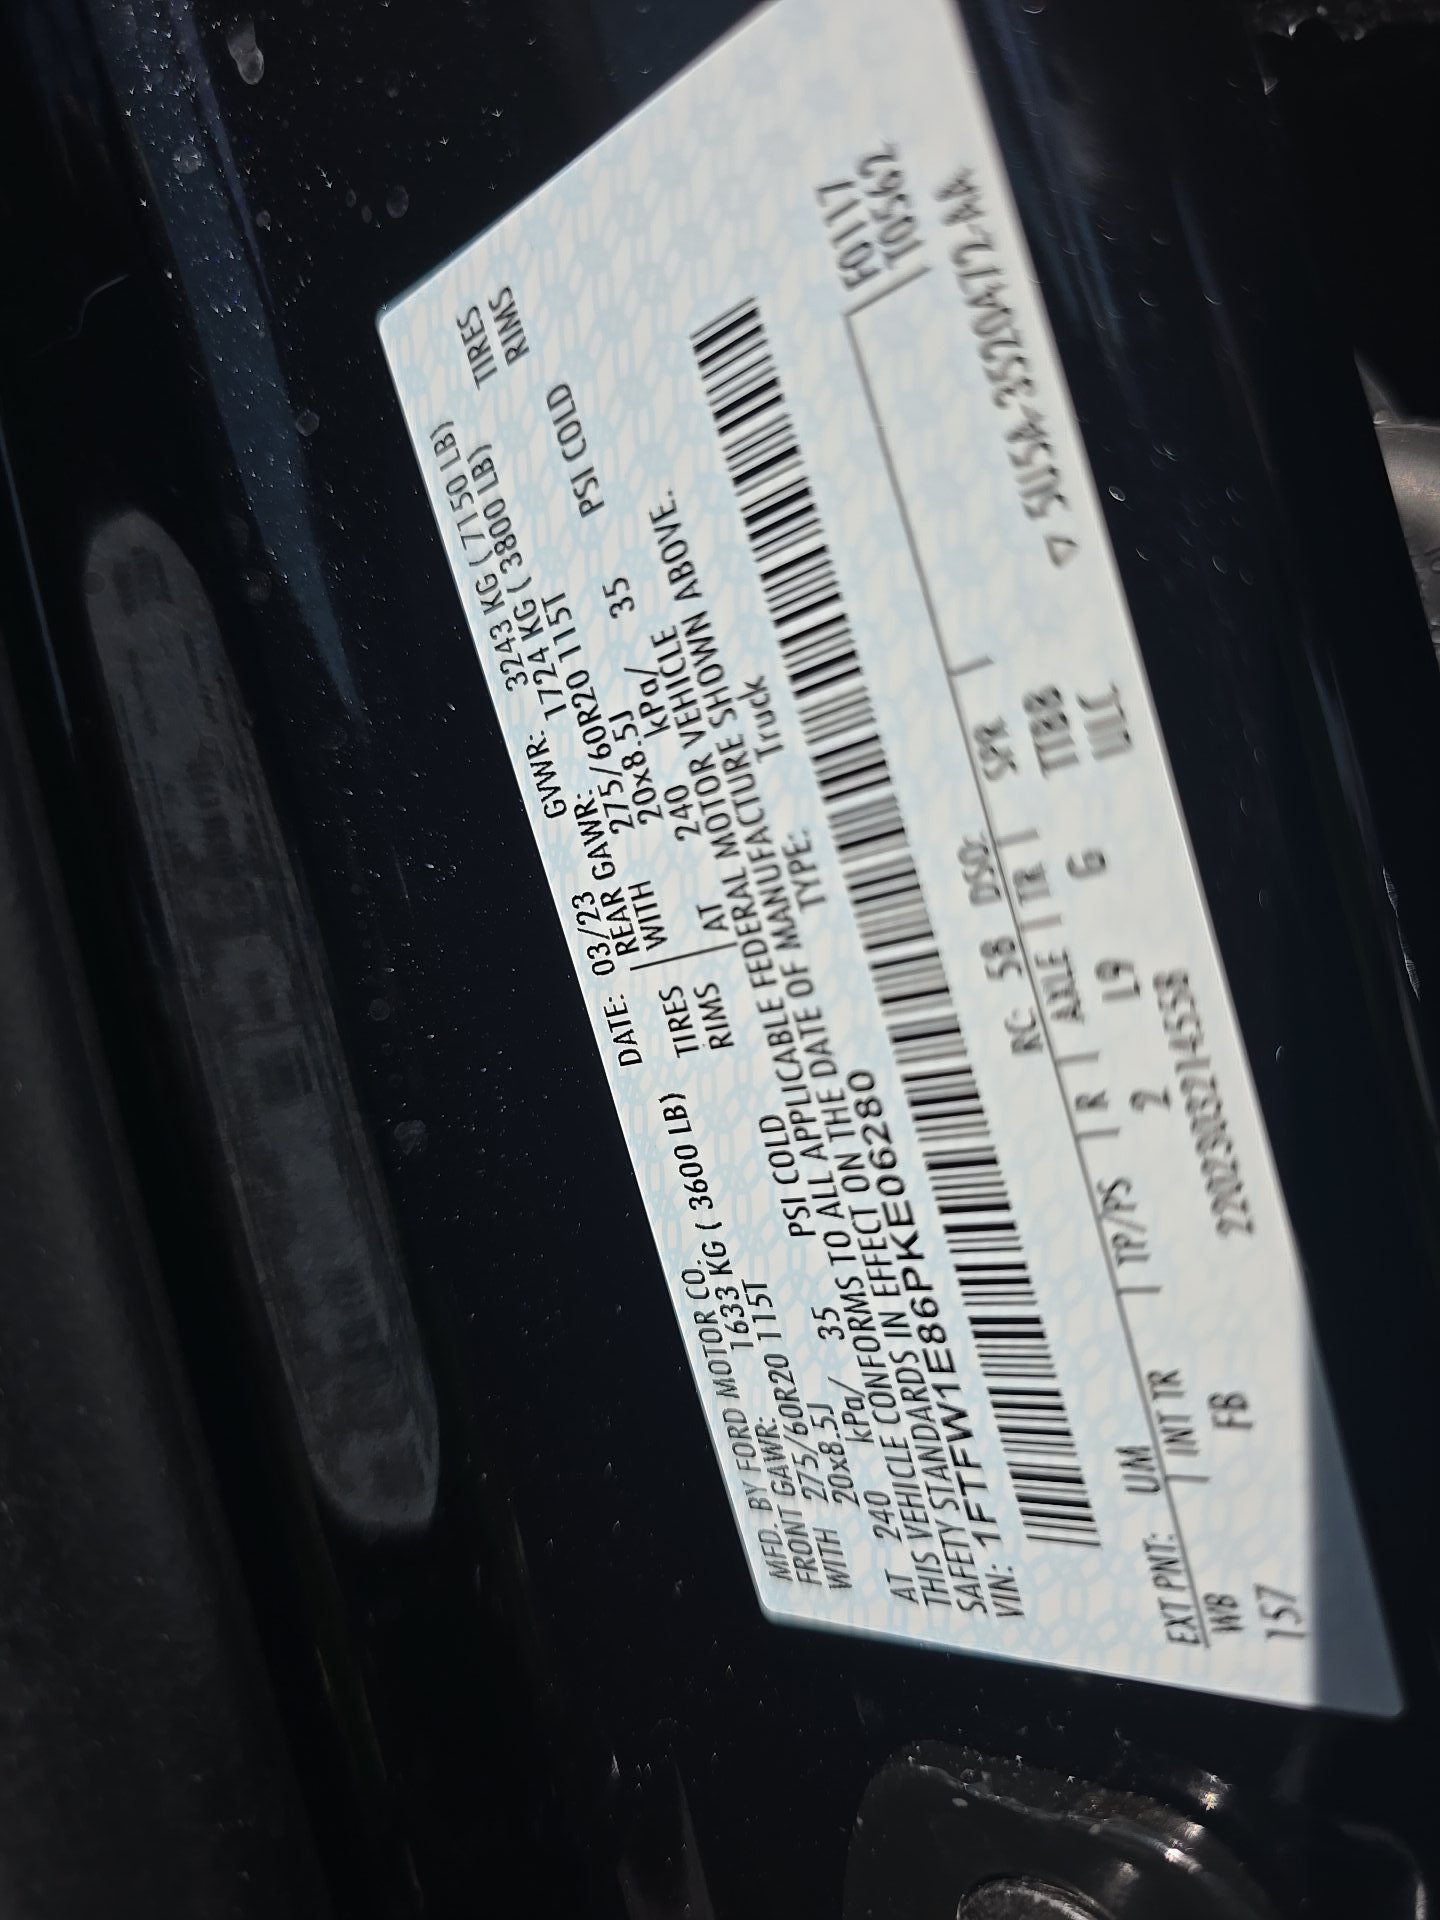 MFD. BY FORD MOTOR CO.
DATE: 03/23 GVWR: 3243 KG ( 7150 LB)
FRONT GAWR: 1633 KG ( 3600 LB) REAR GAWR: 1724 KG ( 3800 LB)
WITH 275/60R20 115T TIRES WITH 275/60R20 115T TIRES
20x8.5J RIMS 20x8.5J RIMS
AT 240 kPa/ 35 PSI COLD AT 240 kPa/ 35 PSI COLD
THIS VEHICLE CONFORMS TO ALL APPLICABLE FEDERAL MOTOR VEHICLE
SAFETY STANDARDS IN EFFECT ON THE DATE OF MANUFACTURE SHOWN ABOVE.
VIN: 1FTFW1E86PKE06280 TYPE: Truck
F0117
T0562
EXT PNT: UM RC: 58 DSO:
WB INT TR TP/PS R AXLE TR SPR
157 FB 2 L9 G TTBB
ULC
22023032145